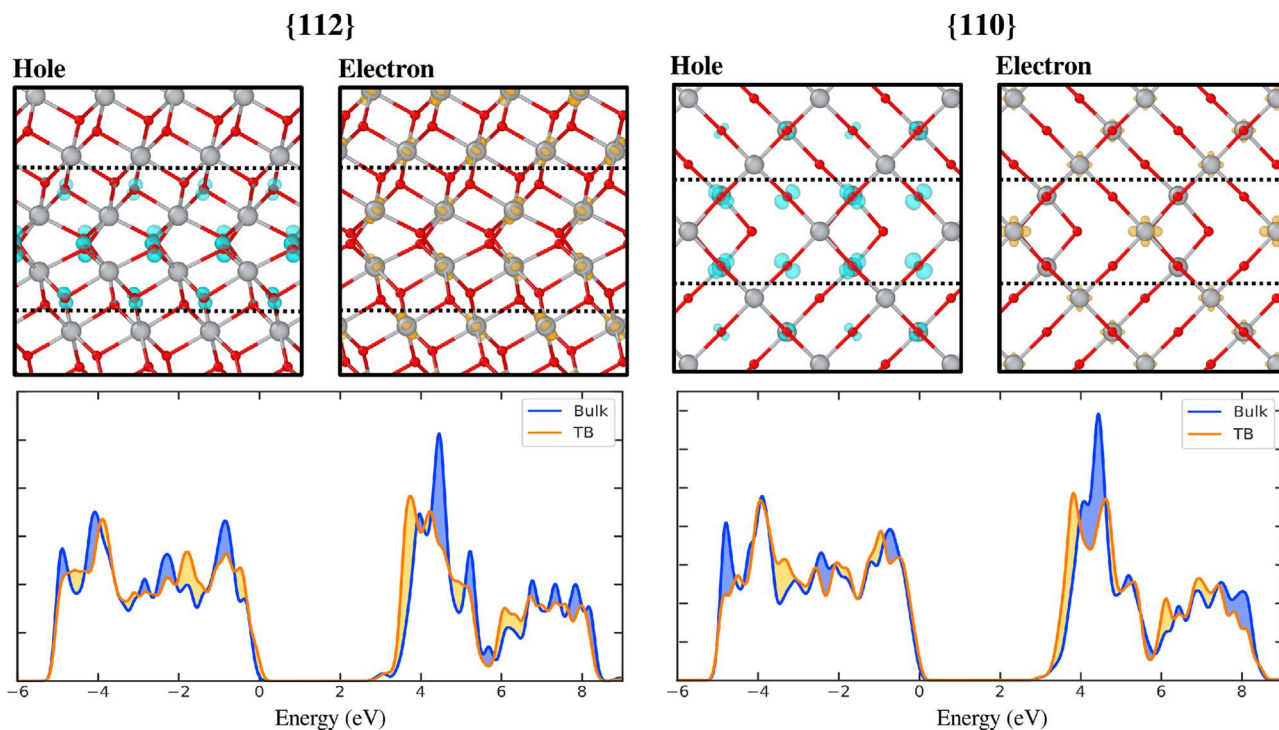 {112}
{110}
Hole
Electron
Hole
Electron
Bulk
TB
Bulk
TB
−6 −4 −2 0 2 4 6 8
−6 −4 −2 0 2 4 6 8
Energy (eV)
Energy (eV)